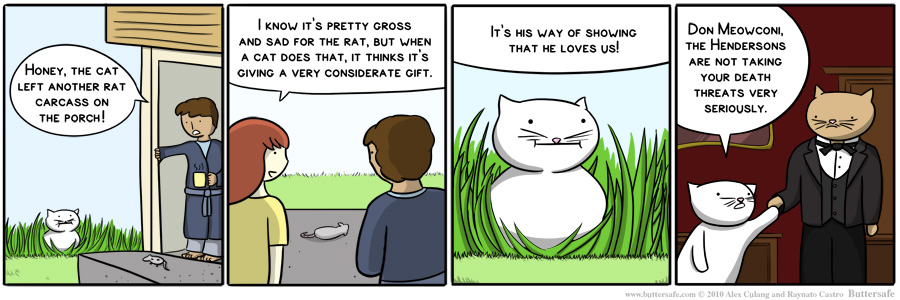 HONEY, THE CAT
LEFT ANOTHER RAT
CARCASS ON
THE PORCH!
I KNOW IT'S PRETTY GROSS
AND SAD FOR THE RAT, BUT WHEN
A CAT DOES THAT, IT THINKS IT'S
GIVING A VERY CONSIDERATE GIFT.
IT'S HIS WAY OF SHOWING
THAT HE LOVES US!
DON MEOWCONI,
THE HENDERSONS
ARE NOT TAKING
YOUR DEATH
THREATS VERY
SERIOUSLY.
www.buttersafe.com © 2010 Alex Culang and Raynato Castro Buttersafe